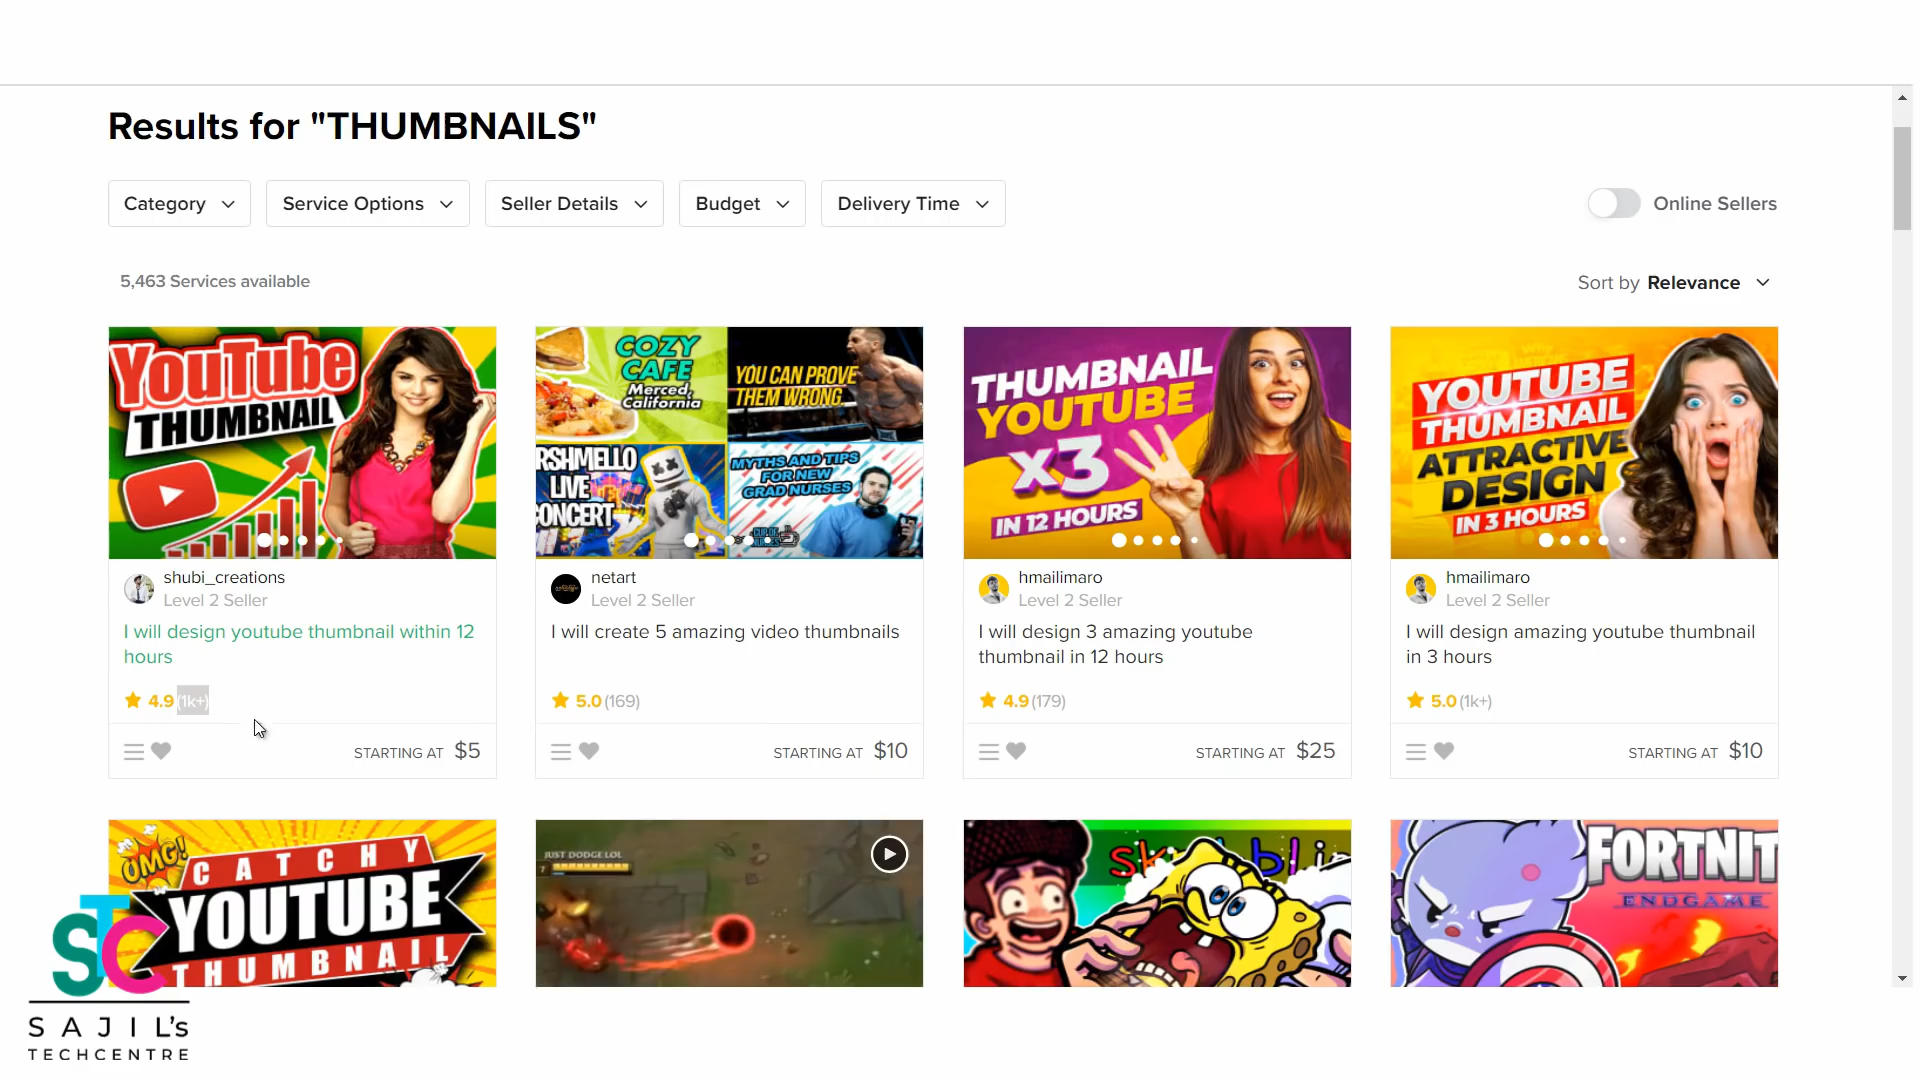 Results for "THUMBNAILS"
Category
Service Options
Seller Details
Budget
Delivery Time
Online Sellers
5,463 Services available
Sort by Relevance
YouTube
THUMBNAIL
COZY
CAFE
Merced,
California
YOU CAN PROVE
THEM WRONG.
RSHMELLO
LIVE
CONCERT
MYTHS AND TIPS
FOR NEW
GRAD NURSES
THUMBNAIL
YOUTUBE
x3
IN 12 HOURS
YOUTUBE
THUMBNAIL
ATTRACTIVE
DESIGN
IN 3 HOURS
shubi_creations
Level 2 Seller
I will design youtube thumbnail within 12
hours
4.9 (1k+)
STARTING AT $5
netart
Level 2 Seller
I will create 5 amazing video thumbnails
5.0 (169)
STARTING AT $10
hmailimaro
Level 2 Seller
I will design 3 amazing youtube
thumbnail in 12 hours
4.9 (179)
STARTING AT $25
hmailimaro
Level 2 Seller
I will design amazing youtube thumbnail
in 3 hours
5.0 (1k+)
STARTING AT $10
OMG!
CATCHY
YOUTUBE
THUMBNAIL
JUST DODGE LOL
7
FORTNIT
ENDGAME
STC
SAJIL's
TECHCENTRE